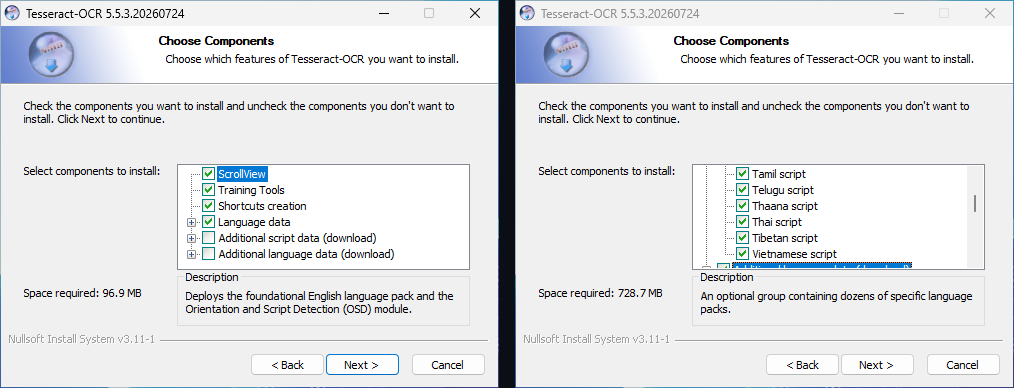 Tesseract-OCR 5.5.3.20260724
Choose Components
Choose which features of Tesseract-OCR you want to install.
Check the components you want to install and uncheck the components you don't want to
install. Click Next to continue.
Select components to install:
ScrollView
Training Tools
Shortcuts creation
Language data
Additional script data (download)
Additional language data (download)
Space required: 96.9 MB
Description
Deploys the foundational English language pack and the
Orientation and Script Detection (OSD) module.
Nullsoft Install System v3.11-1
< Back
Next >
Cancel
Tesseract-OCR 5.5.3.20260724
Choose Components
Choose which features of Tesseract-OCR you want to install.
Check the components you want to install and uncheck the components you don't want to
install. Click Next to continue.
Select components to install:
Tamil script
Telugu script
Thaana script
Thai script
Tibetan script
Vietnamese script
Space required: 728.7 MB
Description
An optional group containing dozens of specific language
packs.
Nullsoft Install System v3.11-1
< Back
Next >
Cancel